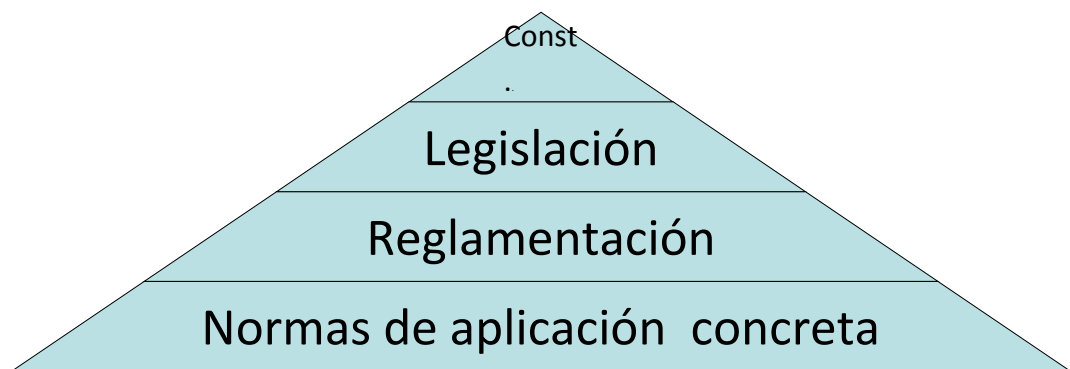 Const
.
Legislación
Reglamentación
Normas de aplicación  concreta